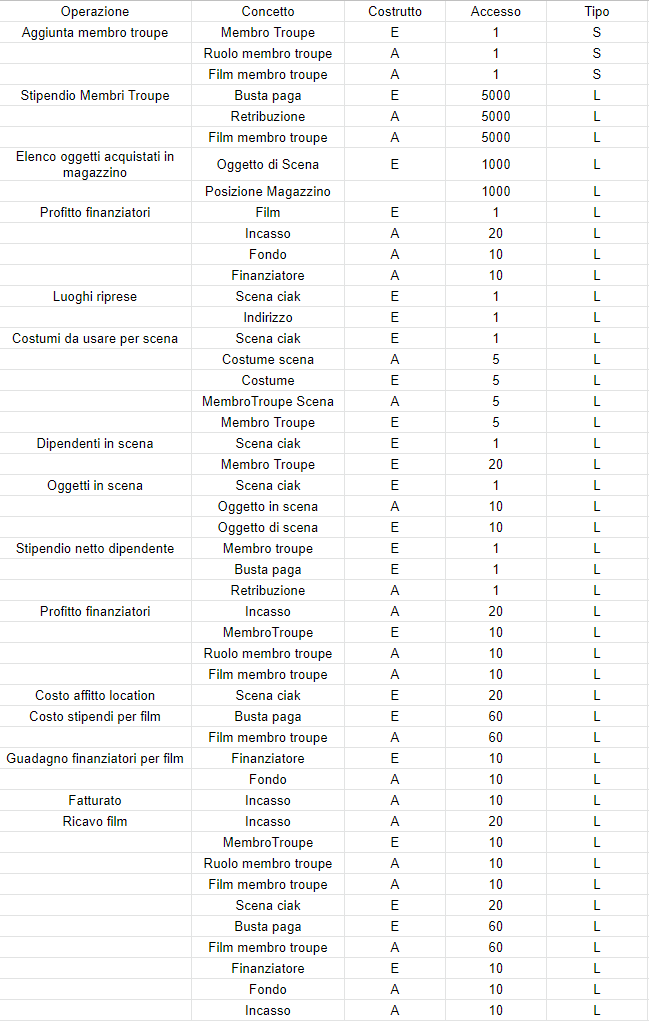 Operazione Concetto Costrutto Accesso Tipo
Aggiunta membro troupe Membro Troupe E 1 S
Ruolo membro troupe A 1 S
Film membro troupe A 1 S
Stipendio Membri Troupe Busta paga E 5000 L
Retribuzione A 5000 L
Film membro troupe A 5000 L
Elenco oggetti acquistati in
magazzino Oggetto di Scena E 1000 L
Posizione Magazzino 1000 L
Profitto finanziatori Film E 1 L
Incasso A 20 L
Fondo A 10 L
Finanziatore A 10 L
Luoghi riprese Scena ciak E 1 L
Indirizzo E 1 L
Costumi da usare per scena Scena ciak E 1 L
Costume scena A 5 L
Costume E 5 L
MembroTroupe Scena A 5 L
Membro Troupe E 5 L
Dipendenti in scena Scena ciak E 1 L
Membro Troupe E 20 L
Oggetti in scena Scena ciak E 1 L
Oggetto in scena A 10 L
Oggetto di scena E 10 L
Stipendio netto dipendente Membro troupe E 1 L
Busta paga E 1 L
Retribuzione A 1 L
Profitto finanziatori Incasso A 20 L
MembroTroupe E 10 L
Ruolo membro troupe A 10 L
Film membro troupe A 10 L
Costo affitto location Scena ciak E 20 L
Costo stipendi per film Busta paga E 60 L
Film membro troupe A 60 L
Guadagno finanziatori per film Finanziatore E 10 L
Fondo A 10 L
Fatturato Incasso A 10 L
Ricavo film Incasso A 20 L
MembroTroupe E 10 L
Ruolo membro troupe A 10 L
Film membro troupe A 10 L
Scena ciak E 20 L
Busta paga E 60 L
Film membro troupe A 60 L
Finanziatore E 10 L
Fondo A 10 L
Incasso A 10 L